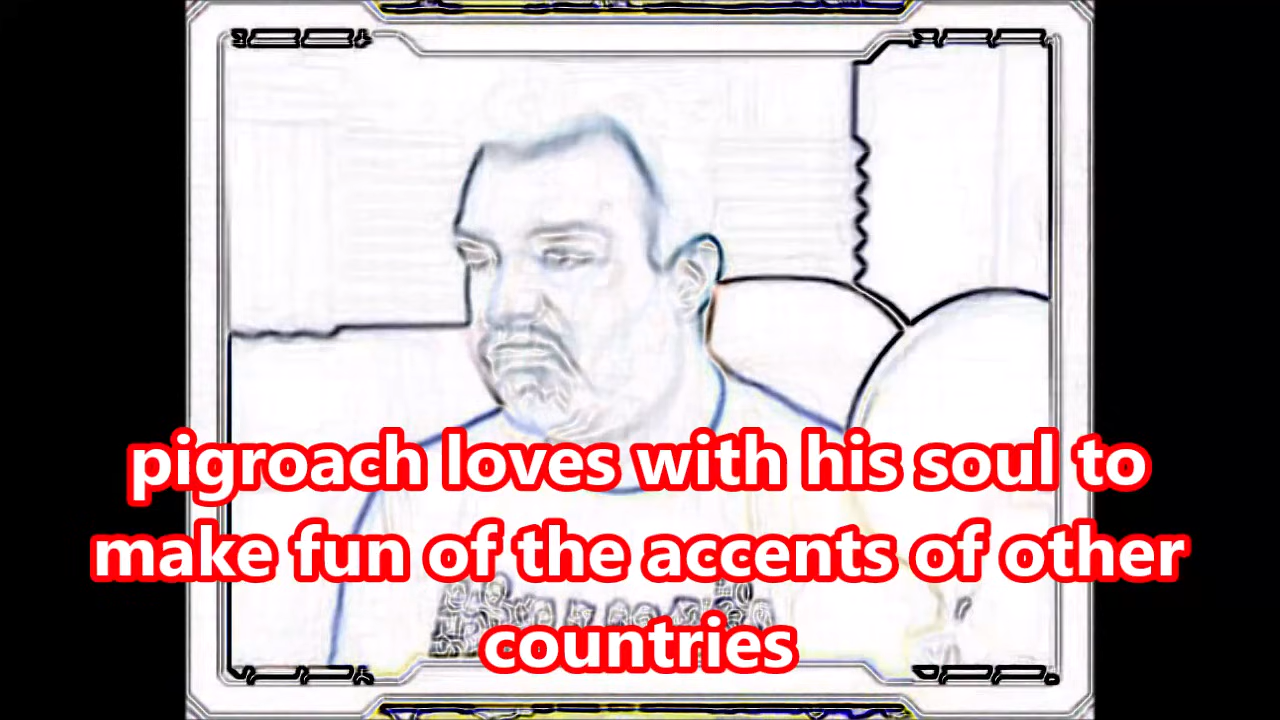 pigroach loves with his soul to
make fun of the accents of other
countries